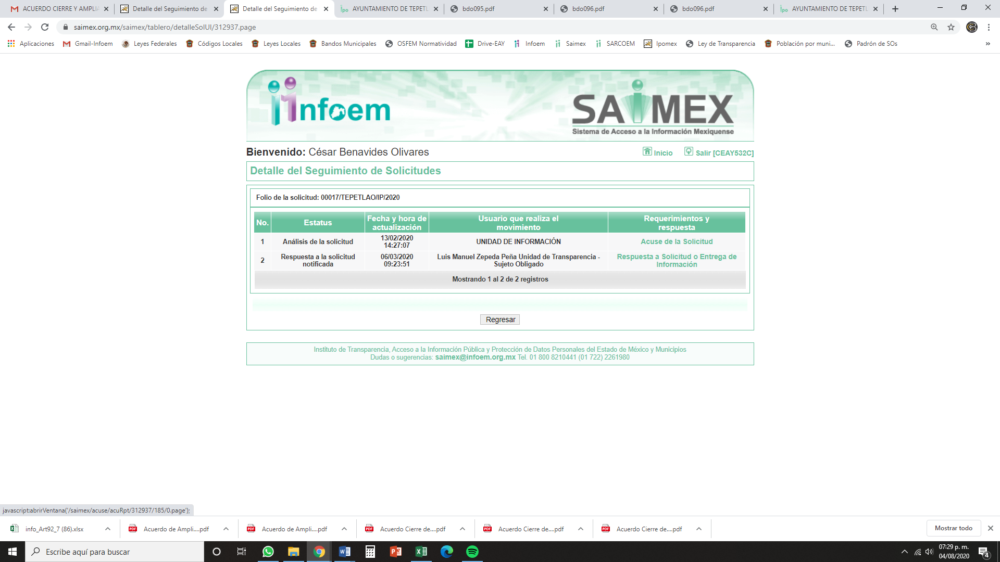 ACUERDO CIERRE Y AMPLIA
Detalle del Seguimiento de
Detalle del Seguimiento de
AYUNTAMIENTO DE TEPETL
bdo095.pdf
bdo096.pdf
bdo096.pdf
AYUNTAMIENTO DE TEPETL
saimex.org.mx/saimex/tablero/detalleSolUI/312937.page
Aplicaciones
Gmail-Infoem
Leyes Federales
Códigos Locales
Leyes Locales
Bandos Municipales
OSFEM Normatividad
Drive-EAY
Infoem
Saimex
SARCOEM
Ipomex
Ley de Transparencia
Población por muni...
Padrón de SOs
»
infoem
SAIMEX
Sistema de Acceso a la Información Mexiquense
Bienvenido: César Benavides Olivares
Inicio
Salir [CEAY532C]
Detalle del Seguimiento de Solicitudes
Folio de la solicitud: 00017/TEPETLAO/IP/2020
No. Estatus Fecha y hora de actualización Usuario que realiza el movimiento Requerimientos y respuesta
1 Análisis de la solicitud 13/02/2020 14:27:07 UNIDAD DE INFORMACIÓN Acuse de la Solicitud
2 Respuesta a la solicitud notificada 06/03/2020 09:23:51 Luis Manuel Zepeda Peña Unidad de Transparencia - Sujeto Obligado Respuesta a Solicitud o Entrega de Información
Mostrando 1 al 2 de 2 registros
Regresar
Instituto de Transparencia, Acceso a la Información Pública y Protección de Datos Personales del Estado de México y Municipios
Dudas o sugerencias: saimex@infoem.org.mx Tel. 01 800 8210441 (01 722) 2261980
javascript:abrirVentana('/saimex/acuse/acuRpt/312937/185/0.page');
info_Art92_7 (86).xlsx
Acuerdo de Ampli....pdf
Acuerdo de Ampli....pdf
Acuerdo Cierre de....pdf
Acuerdo Cierre de....pdf
Acuerdo Cierre de....pdf
Mostrar todo
Escribe aquí para buscar
07:29 p. m.
04/08/2020
4